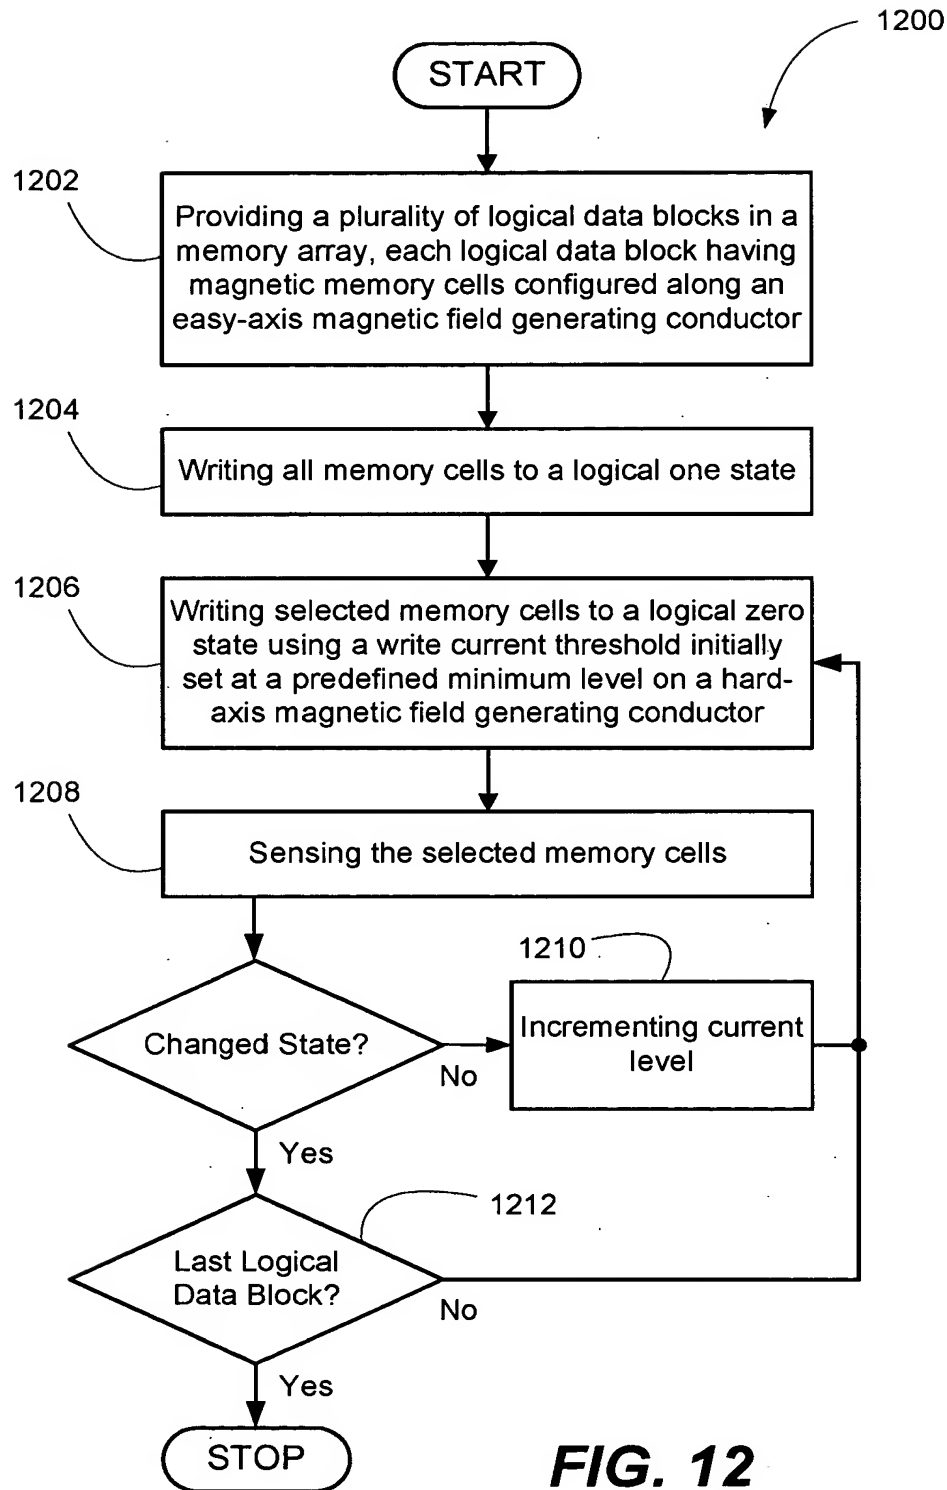 1200
START
1202
Providing a plurality of logical data blocks in a
memory array, each logical data block having
magnetic memory cells configured along an
easy-axis magnetic field generating conductor
1204
Writing all memory cells to a logical one state
1206
Writing selected memory cells to a logical zero
state using a write current threshold initially
set at a predefined minimum level on a hard-
axis magnetic field generating conductor
1208
Sensing the selected memory cells
1210
Changed State?
No
Incrementing current
level
Yes
1212
Last Logical
Data Block?
No
Yes
STOP
FIG. 12